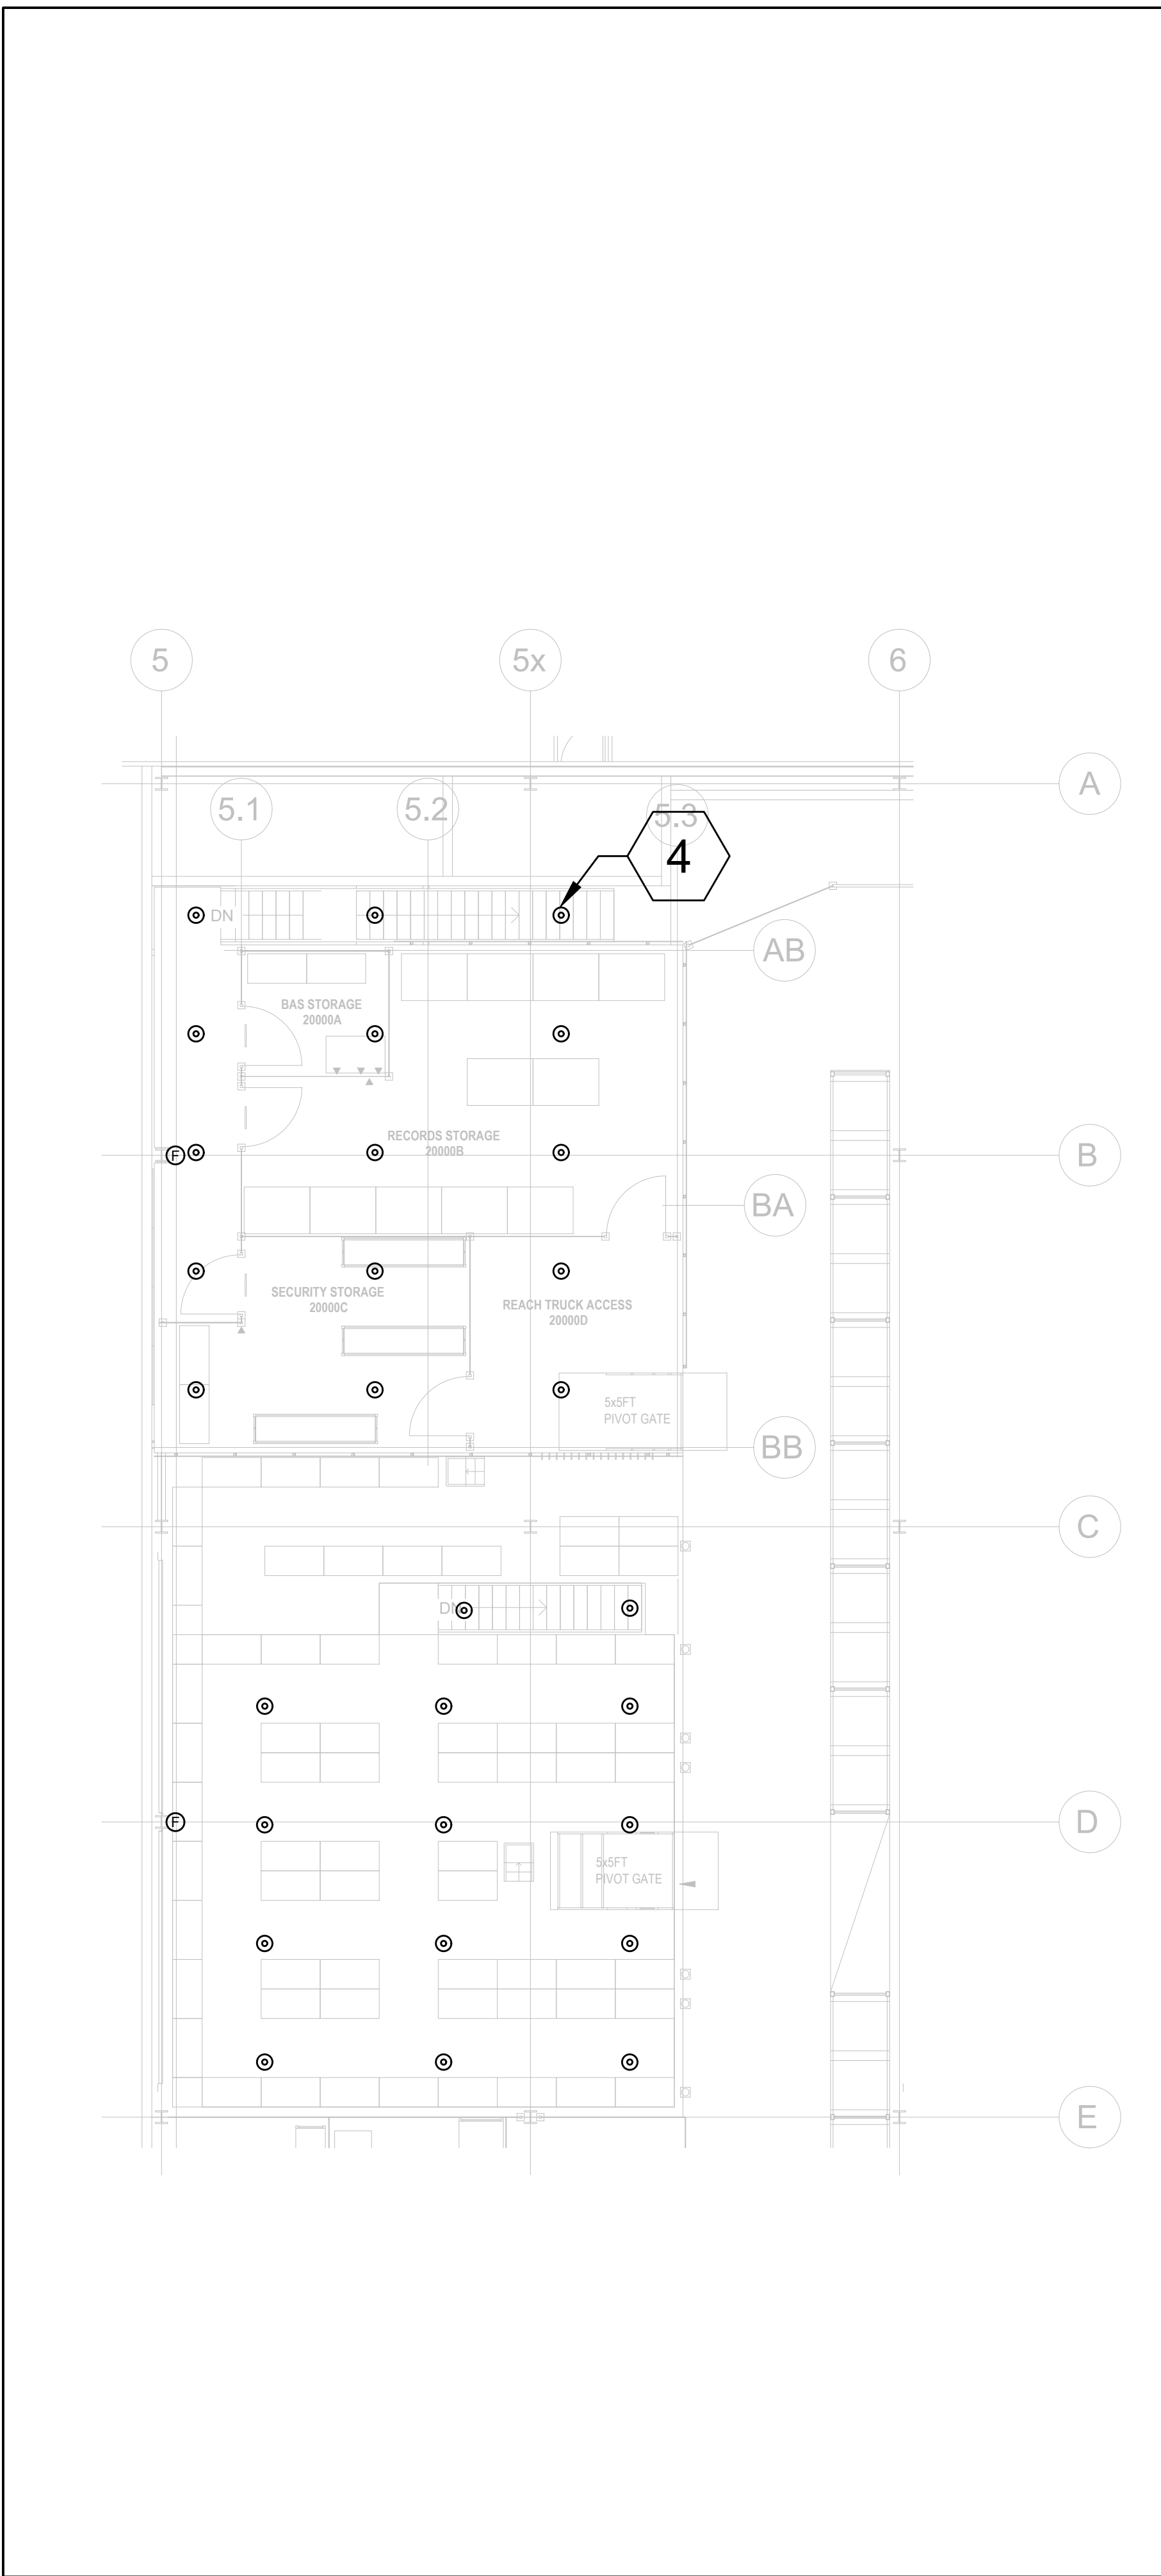 5
5x
6
A
5.1
5.2
5.3
4
DN
AB
BAS STORAGE
20000A
RECORDS STORAGE
20000B
F
B
BA
SECURITY STORAGE
20000C
REACH TRUCK ACCESS
20000D
5x5FT
PIVOT GATE
BB
C
DN
F
D
5x5FT
PIVOT GATE
E